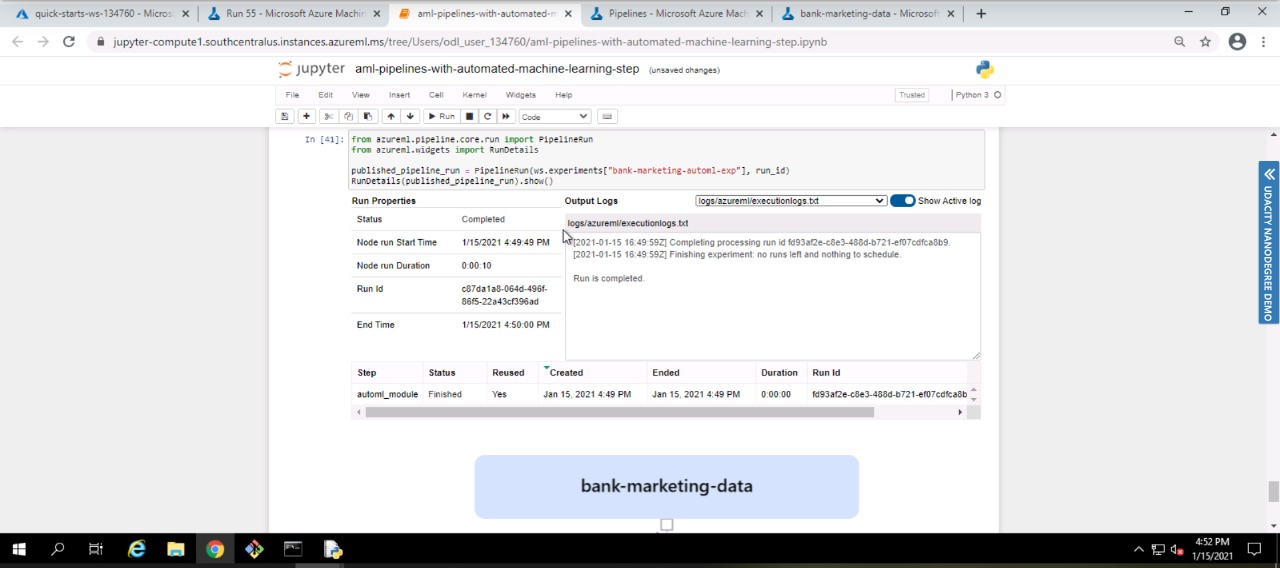 quick-starts-ws-134760 - Micros
Run 55 - Microsoft Azure Machin
aml-pipelines-with-automated-m
Pipelines - Microsoft Azure Mach
bank-marketing-data - Microsoft
jupyter-compute1.southcentralus.instances.azureml.ms/tree/Users/odl_user_134760/aml-pipelines-with-automated-machine-learning-step.ipynb
jupyter aml-pipelines-with-automated-machine-learning-step (unsaved changes)
File Edit View Insert Cell Kernel Widgets Help Trusted Python 3
Run Code
In [41]: from azureml.pipeline.core.run import PipelineRun
from azureml.widgets import RunDetails
published_pipeline_run = PipelineRun(ws.experiments["bank-marketing-automl-exp"], run_id)
RunDetails(published_pipeline_run).show()
Run Properties
Status Completed
Node run Start Time 1/15/2021 4:49:49 PM
Node run Duration 0:00:10
Run Id c87da1a8-064d-496f-
86f5-22a43cf396ad
End Time 1/15/2021 4:50:00 PM
Output Logs logs/azureml/executionlogs.txt Show Active log
logs/azureml/executionlogs.txt
[2021-01-15 16:49:59Z] Completing processing run id fd93af2e-c8e3-488d-b721-ef07cdfca8b9.
[2021-01-15 16:49:59Z] Finishing experiment: no runs left and nothing to schedule.
Run is completed.
Step Status Reused Created Ended Duration Run Id
automl_module Finished Yes Jan 15, 2021 4:49 PM Jan 15, 2021 4:49 PM 0:00:00 fd93af2e-c8e3-488d-b721-ef07cdfca8b
bank-marketing-data
UDACITY NANODEGREE DEMO
4:52 PM
1/15/2021